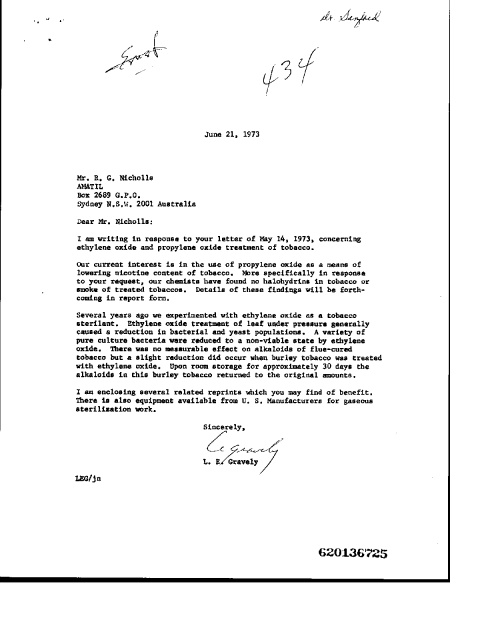 dr Sanford
Ernst
434
June 21, 1973
Mr. R. G. Nicholls
AMATIL
Box 2689 G.P.O.
Sydney N.S.W. 2001 Australia
Dear Mr. Nicholls:
I am writing in response to your letter of May 14, 1973, concerning
ethylene oxide and propylene oxide treatment of tobacco.
Our current interest is in the use of propylene oxide as a means of
lowering nicotine content of tobacco. More specifically in response
to your request, our chemists have found no halohydrins in tobacco or
smoke of treated tobaccos. Details of these findings will be forth-
coming in report form.
Several years ago we experimented with ethylene oxide as a tobacco
sterilant. Ethylene oxide treatment of leaf under pressure generally
caused a reduction in bacterial and yeast populations. A variety of
pure culture bacteria were reduced to a non-viable state by ethylene
oxide. There was no measurable effect on alkaloids of flue-cured
tobacco but a slight reduction did occur when burley tobacco was treated
with ethylene oxide. Upon room storage for approximately 30 days the
alkaloids in this burley tobacco returned to the original amounts.
I am enclosing several related reprints which you may find of benefit.
There is also equipment available from U. S. Manufacturers for gaseous
sterilization work.
Sincerely,
L. E. Gravely
LEG/jn
620136725